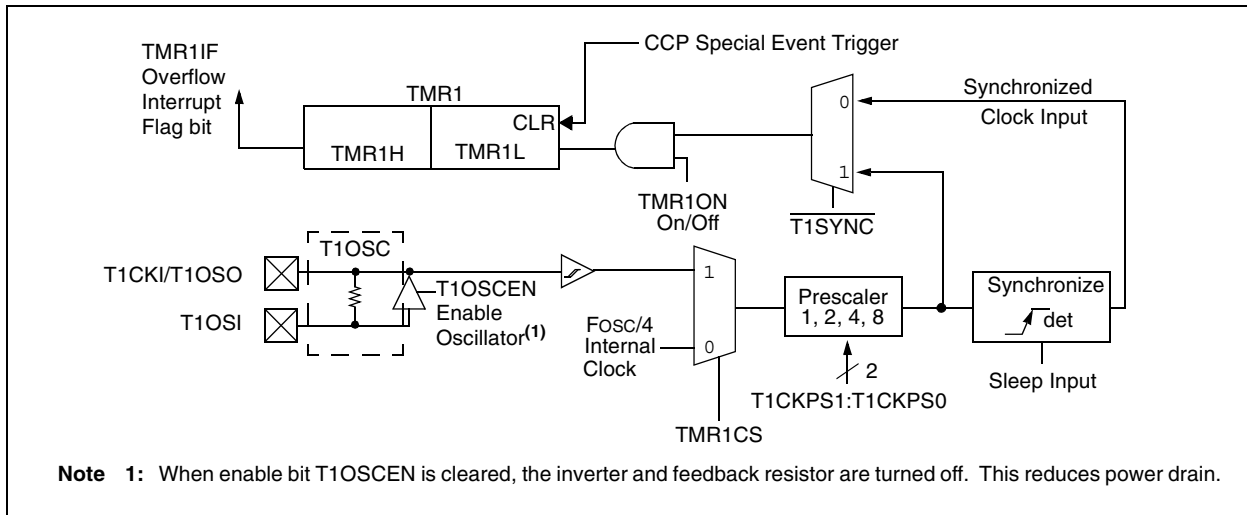 TMR1IF
Overflow
Interrupt
Flag bit
TMR1
CLR
TMR1H
TMR1L
CCP Special Event Trigger
TMR1ON
On/Off
0
1
T1SYNC
Synchronized
Clock Input
T1OSC
T1CKI/T1OSO
T1OSI
T1OSCEN
Enable
Oscillator(1)
FOSC/4
Internal
Clock
1
0
TMR1CS
Prescaler
1, 2, 4, 8
2
T1CKPS1:T1CKPS0
Synchronize
det
Sleep Input
Note 1: When enable bit T1OSCEN is cleared, the inverter and feedback resistor are turned off. This reduces power drain.